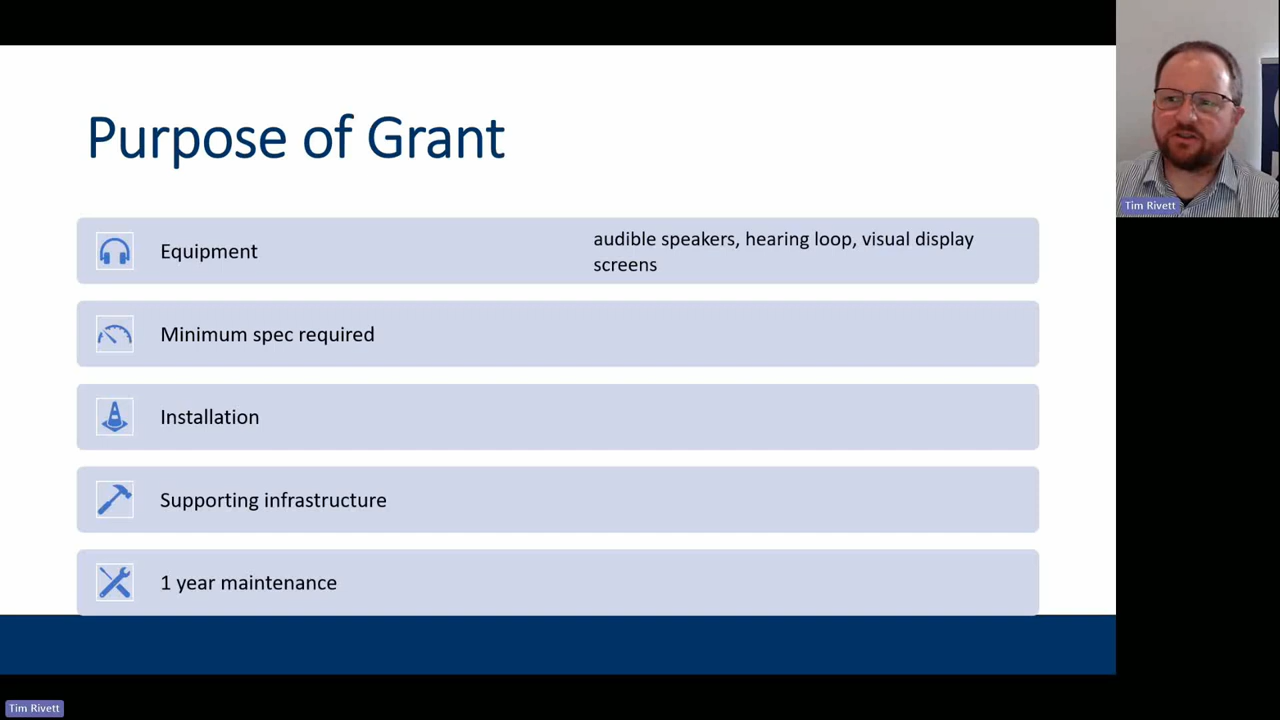 Purpose of Grant
Equipment
audible speakers, hearing loop, visual display
screens
Minimum spec required
Installation
Supporting infrastructure
1 year maintenance
Tim Rivett
Tim Rivett